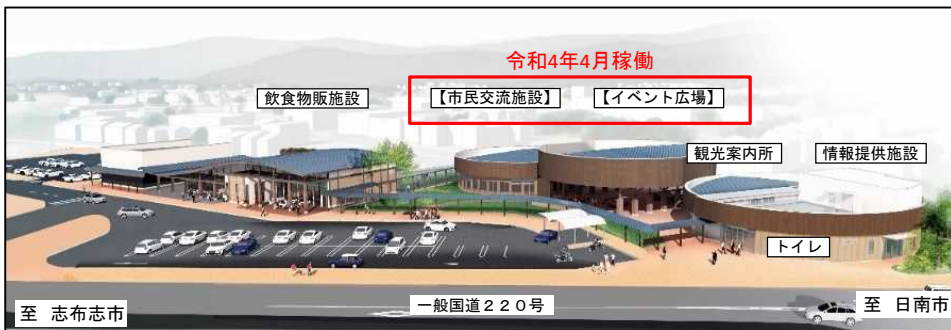 令和4年4月稼働
飲食物販施設
【市民交流施設】
【イベント広場】
観光案内所
情報提供施設
トイレ
至 志布志市
一般国道２２０号
至 日南市